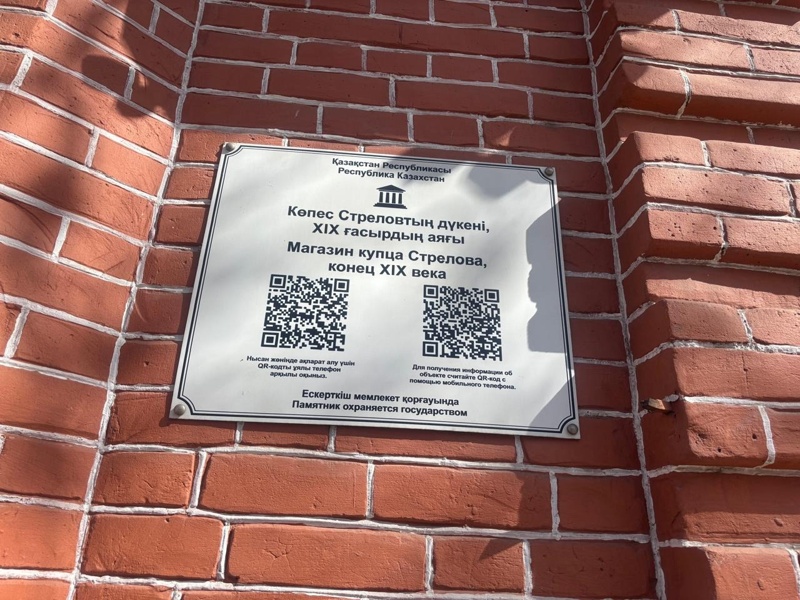 Қазақстан Республикасы
Республика Казахстан
Көпес Стреловтың дүкені,
XIX ғасырдың аяғы
Магазин купца Стрелова,
конец XIX века
Нысан жөнінде ақпарат алу үшін
QR-кодты ұялы телефон
арқылы оқыңыз.
Для получения информации об
объекте считайте QR-код с
помощью мобильного телефона.
Ескерткіш мемлекет қорғауында
Памятник охраняется государством